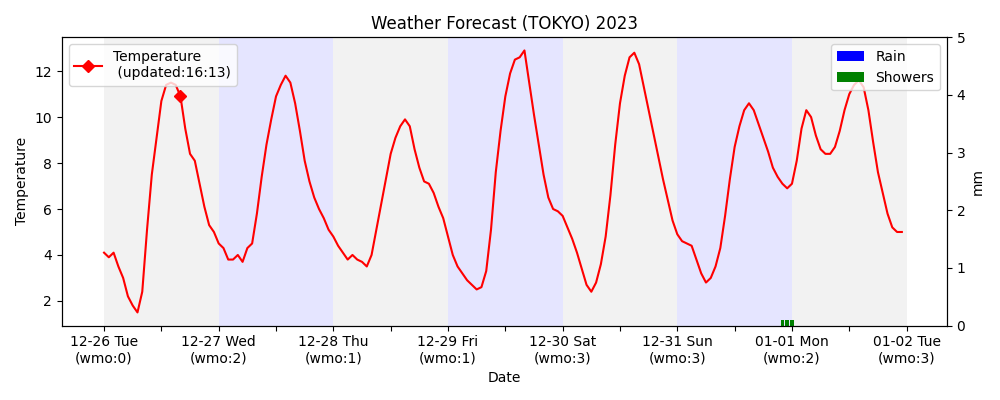 Weather Forecast (TOKYO) 2023
Temperature
(updated:16:13)
Rain
Showers
Temperature
12
10
8
6
4
2
5
4
3
2
1
0
mm
12-26 Tue
(wmo:0)
12-27 Wed
(wmo:2)
12-28 Thu
(wmo:1)
12-29 Fri
(wmo:1)
12-30 Sat
(wmo:3)
12-31 Sun
(wmo:3)
01-01 Mon
(wmo:2)
01-02 Tue
(wmo:3)
Date